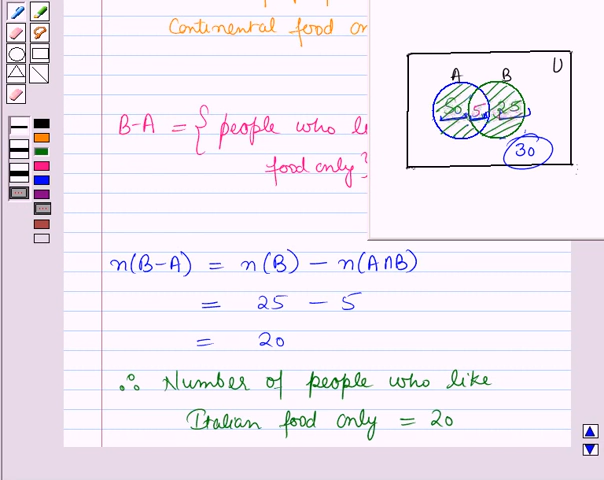 Continental food
B-A = { people who li
food only}
A B U
50 5 25
30
n(B-A) = n(B) - n(A∩B)
= 25 - 5
= 20
∴ Number of people who like
Italian food only = 20